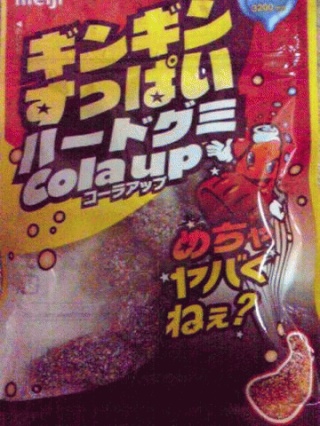 meiji
3200
ギンギン
すっぱい
ハードグミ
Cola up
コーラアップ
めちゃ
ヤバく
ねぇ?